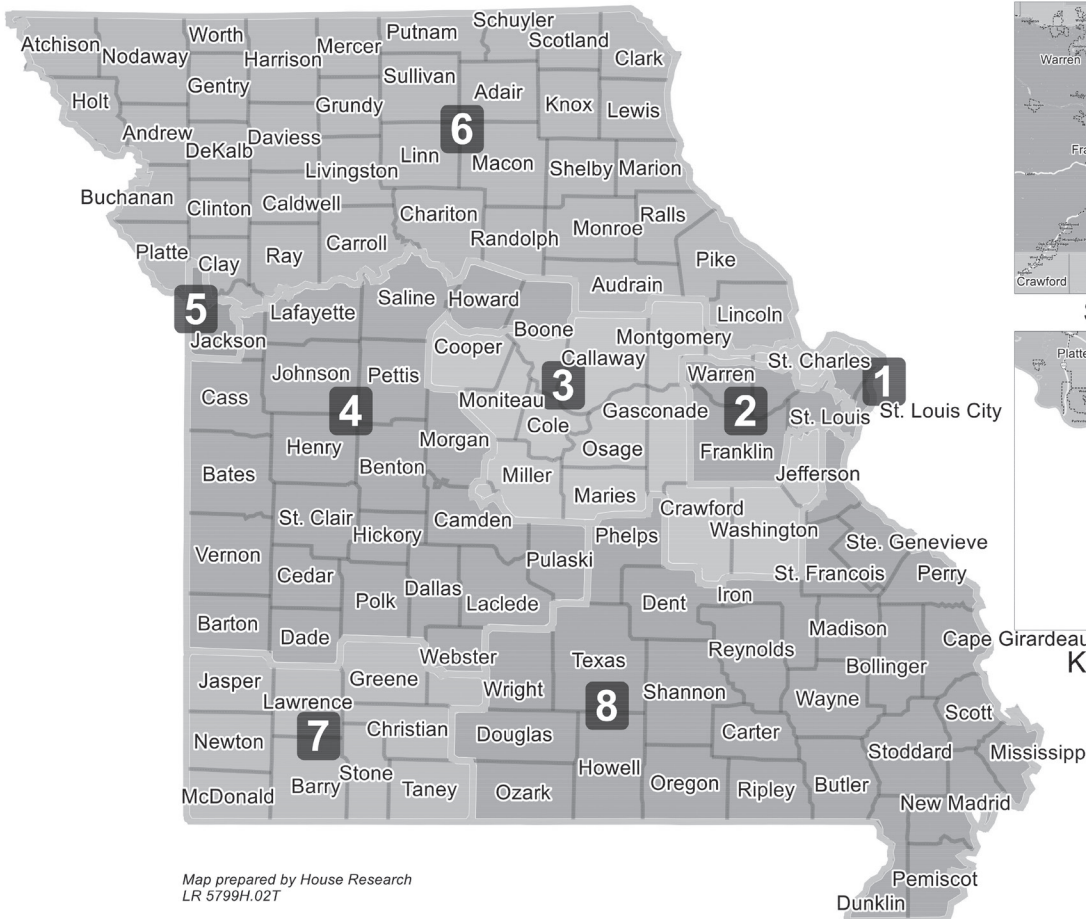 Schuyler
Putnam
Worth
Scotland
Atchison
Mercer
Nodaway
Harrison
Clark
Sullivan
Gentry
Adair
Holt
Grundy
Knox
Lewis
6
Andrew
Daviess
DeKalb
Linn
Macon
Livingston
Shelby
Marion
Buchanan
Clinton
Caldwell
Chariton
Ralls
Monroe
Randolph
Carroll
Platte
Clay
Ray
Pike
Audrain
Saline
Howard
5
Lafayette
Lincoln
Boone
Jackson
Montgomery
Cooper
Callaway
St. Charles
Johnson
Pettis
Warren
3
1
Cass
Moniteau
4
2
Gasconade
St. Louis
St. Louis City
Cole
Morgan
Henry
Osage
Franklin
Benton
Bates
Miller
Jefferson
Maries
Crawford
St. Clair
Camden
Washington
Hickory
Phelps
Ste. Genevieve
Vernon
Pulaski
Cedar
St. Francois
Perry
Dallas
Iron
Polk
Laclede
Dent
Barton
Madison
Dade
Cape Girardeau
Reynolds
Webster
Texas
Bollinger
Jasper
Greene
Wright
Shannon
Lawrence
Wayne
8
Scott
Christian
Carter
Newton
7
Douglas
Stoddard
Mississipp
Howell
Stone
Barry
Oregon
Butler
McDonald
Taney
Ozark
Ripley
New Madrid
Pemiscot
Dunklin
Map prepared by House Research
LR 5799H.02T
Warren
Fra
Crawford
Platte
K